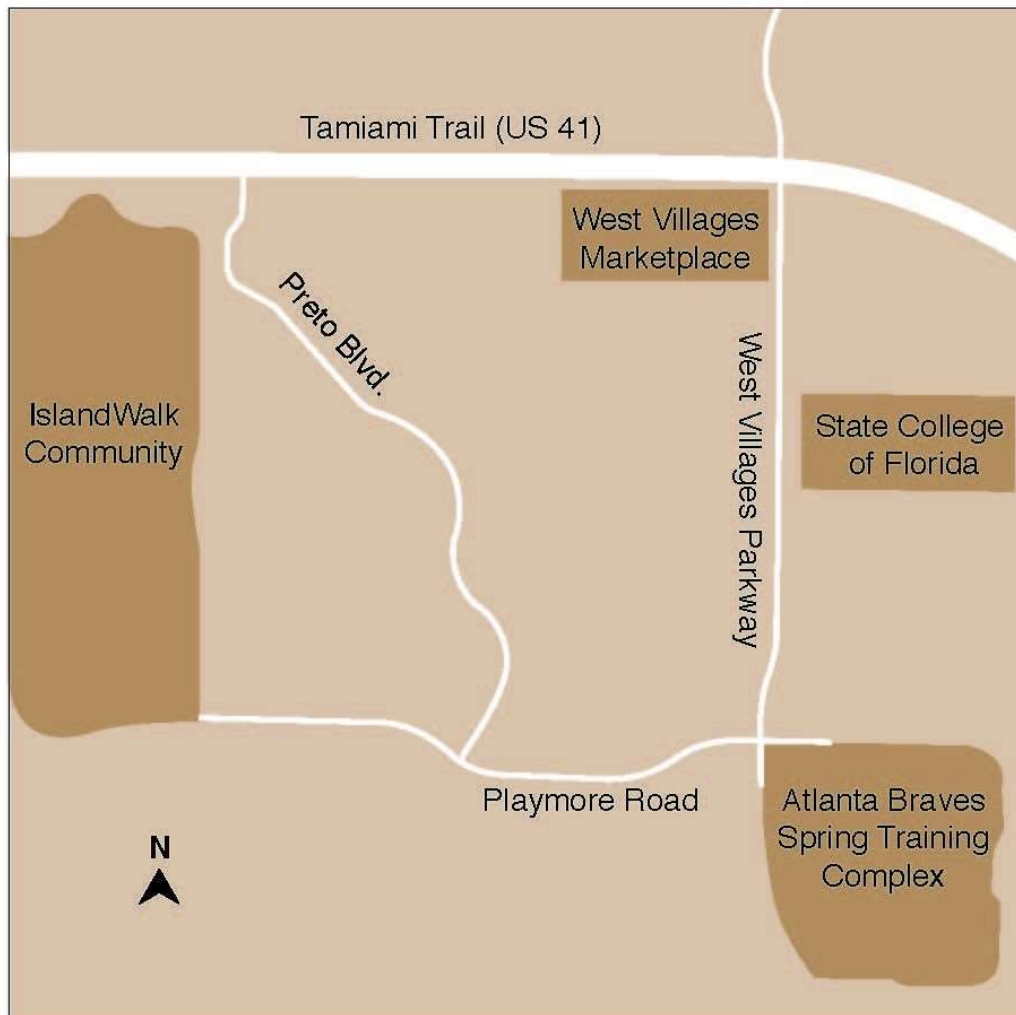 Tamiami Trail (US 41)
West Villages
Marketplace
Preto Blvd.
West Villages Parkway
IslandWalk
Community
State College
of Florida
Playmore Road
Atlanta Braves
Spring Training
Complex
N